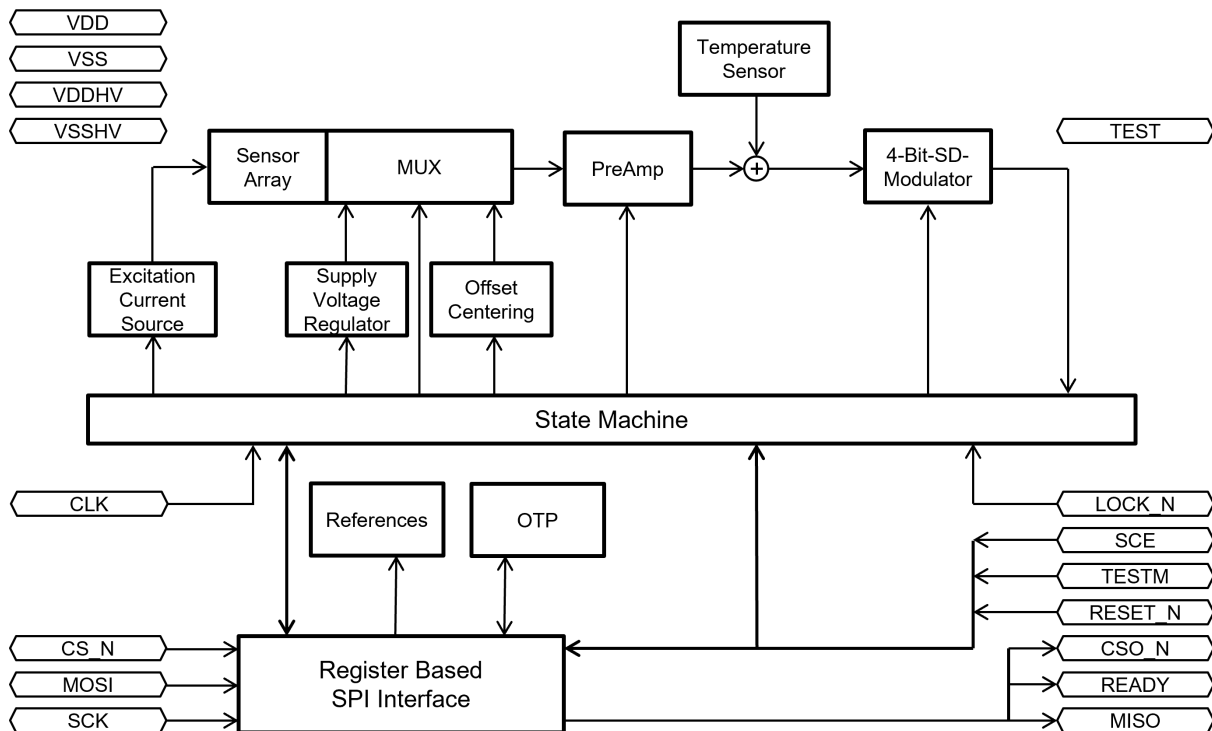 VDD
VSS
VDDHV
VSSHV
Temperature
Sensor
TEST
Sensor
Array
MUX
PreAmp
+
4-Bit-SD-
Modulator
Excitation
Current
Source
Supply
Voltage
Regulator
Offset
Centering
State Machine
CLK
References
OTP
LOCK_N
SCE
TESTM
RESET_N
CS_N
MOSI
SCK
Register Based
SPI Interface
CSO_N
READY
MISO